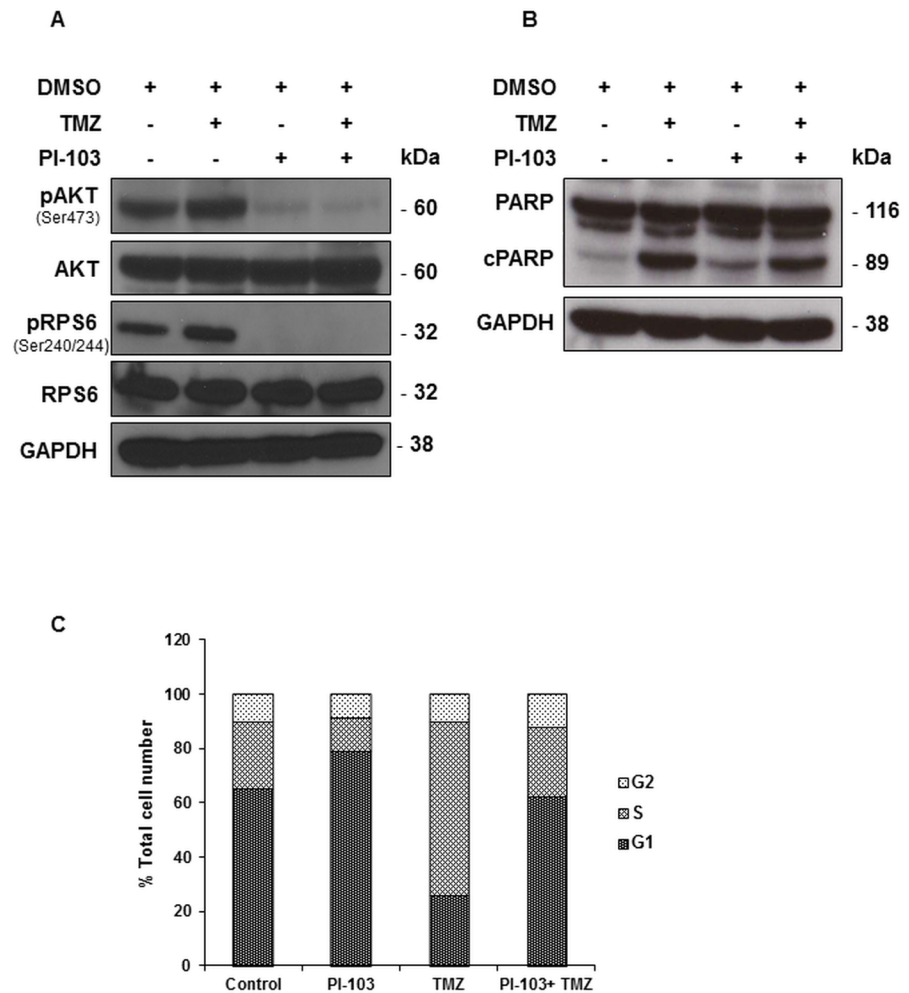 A
DMSO + + + +
TMZ - + - +
PI-103 - - + + kDa
pAKT
(Ser473)
- 60
AKT - 60
pRPS6
(Ser240/244)
- 32
RPS6 - 32
GAPDH - 38
B
DMSO + + + +
TMZ - + - +
PI-103 - - + + kDa
PARP - 116
cPARP - 89
GAPDH - 38
C
% Total cell number
120
100
80
60
40
20
0
Control PI-103 TMZ PI-103+ TMZ
G2
S
G1